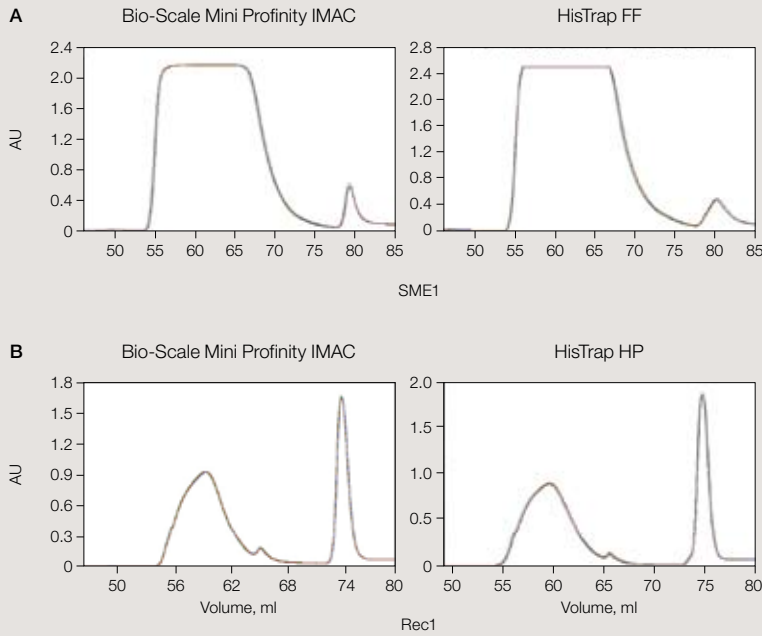 A Bio-Scale Mini Profinity IMAC HisTrap FF
2.4 2.8
2.0 2.4
1.6 2.0
1.2 1.6
0.8 1.2
0.4 0.8
0 0.4
0
AU
50 55 60 65 70 75 80 85 50 55 60 65 70 75 80 85
SME1
B Bio-Scale Mini Profinity IMAC HisTrap HP
1.8 2.0
1.5 1.5
1.2 1.0
0.9 0.5
0.6 0
0.3
0
AU
50 56 62 68 74 80 50 55 60 65 70 75 80
Volume, ml Volume, ml
Rec1